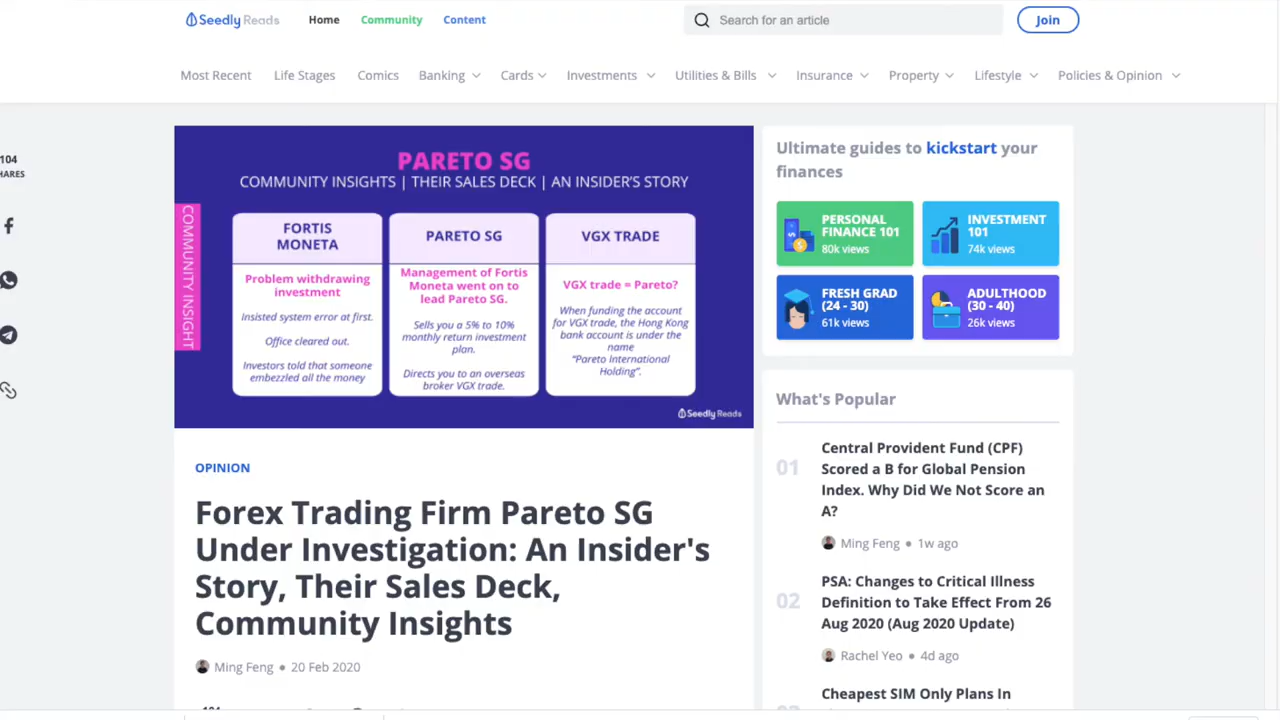 Seedly Reads
Home
Community
Content
Search for an article
Join
Most Recent
Life Stages
Comics
Banking
Cards
Investments
Utilities & Bills
Insurance
Property
Lifestyle
Policies & Opinion
104
HARES
PARETO SG
COMMUNITY INSIGHTS | THEIR SALES DECK | AN INSIDER'S STORY
COMMUNITY INSIGHT
FORTIS
MONETA
Problem withdrawing
investment
Insisted system error at first.
Office cleared out.
Investors told that someone
embezzled all the money
PARETO SG
Management of Fortis
Moneta went on to
lead Pareto SG.
Sells you a 5% to 10%
monthly return investment
plan.
Directs you to an overseas
broker VGX trade.
VGX TRADE
VGX trade = Pareto?
When funding the account
for VGX trade, the Hong Kong
bank account is under the
name
"Pareto International
Holding".
Seedly Reads
OPINION
Forex Trading Firm Pareto SG
Under Investigation: An Insider's
Story, Their Sales Deck,
Community Insights
Ming Feng • 20 Feb 2020
Ultimate guides to kickstart your
finances
PERSONAL
FINANCE 101
80k views
INVESTMENT
101
74k views
FRESH GRAD
(24 - 30)
61k views
ADULTHOOD
(30 - 40)
26k views
What's Popular
01
Central Provident Fund (CPF)
Scored a B for Global Pension
Index. Why Did We Not Score an
A?
Ming Feng • 1w ago
02
PSA: Changes to Critical Illness
Definition to Take Effect From 26
Aug 2020 (Aug 2020 Update)
Rachel Yeo • 4d ago
Cheapest SIM Only Plans In